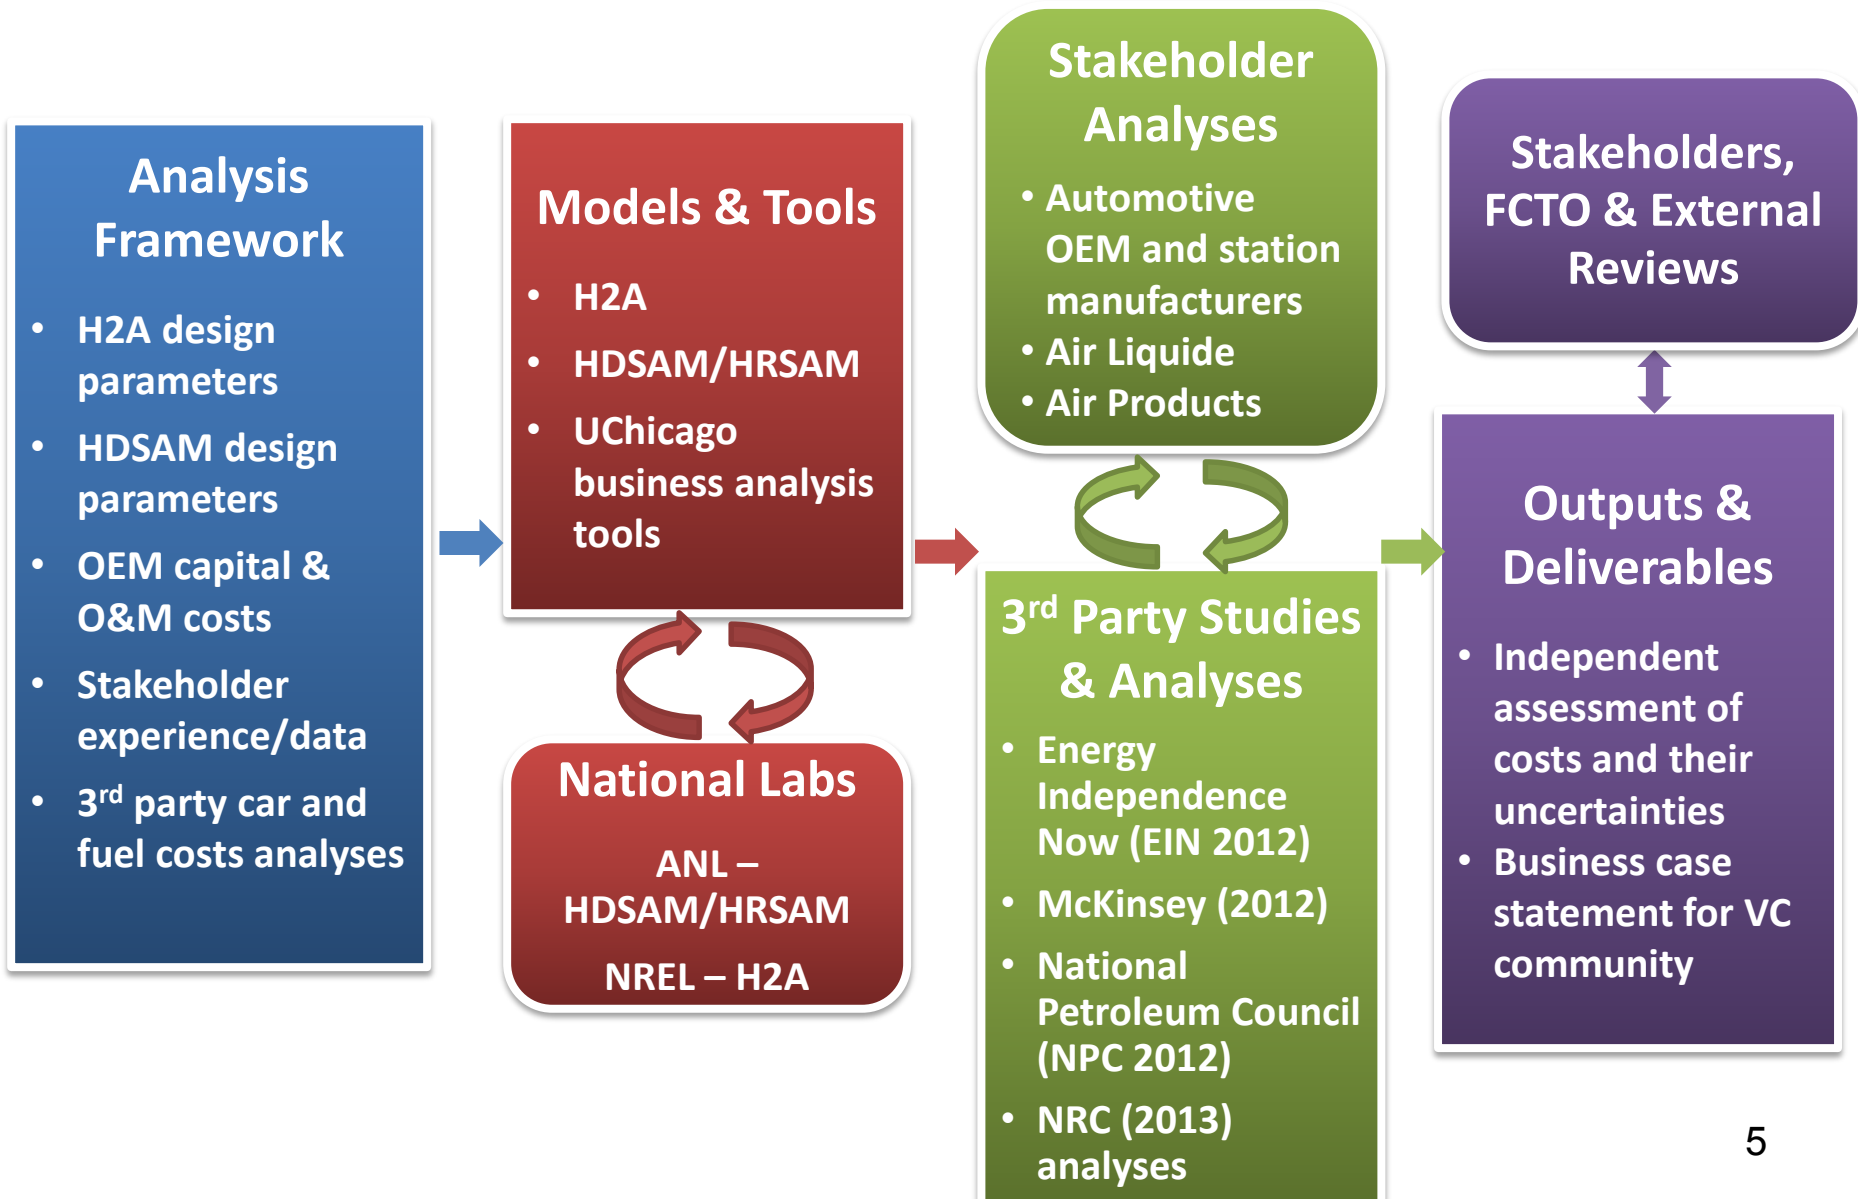 Analysis
Framework
• H2A design
parameters
• HDSAM design
parameters
• OEM capital &
O&M costs
• Stakeholder
experience/data
• 3rd party car and
fuel costs analyses
Models & Tools
• H2A
• HDSAM/HRSAM
• UChicago
business analysis
tools
National Labs
ANL –
HDSAM/HRSAM
NREL – H2A
Stakeholder
Analyses
• Automotive
OEM and station
manufacturers
• Air Liquide
• Air Products
3rd Party Studies
& Analyses
• Energy
Independence
Now (EIN 2012)
• McKinsey (2012)
• National
Petroleum Council
(NPC 2012)
• NRC (2013)
analyses
Stakeholders,
FCTO & External
Reviews
Outputs &
Deliverables
• Independent
assessment of
costs and their
uncertainties
• Business case
statement for VC
community
5